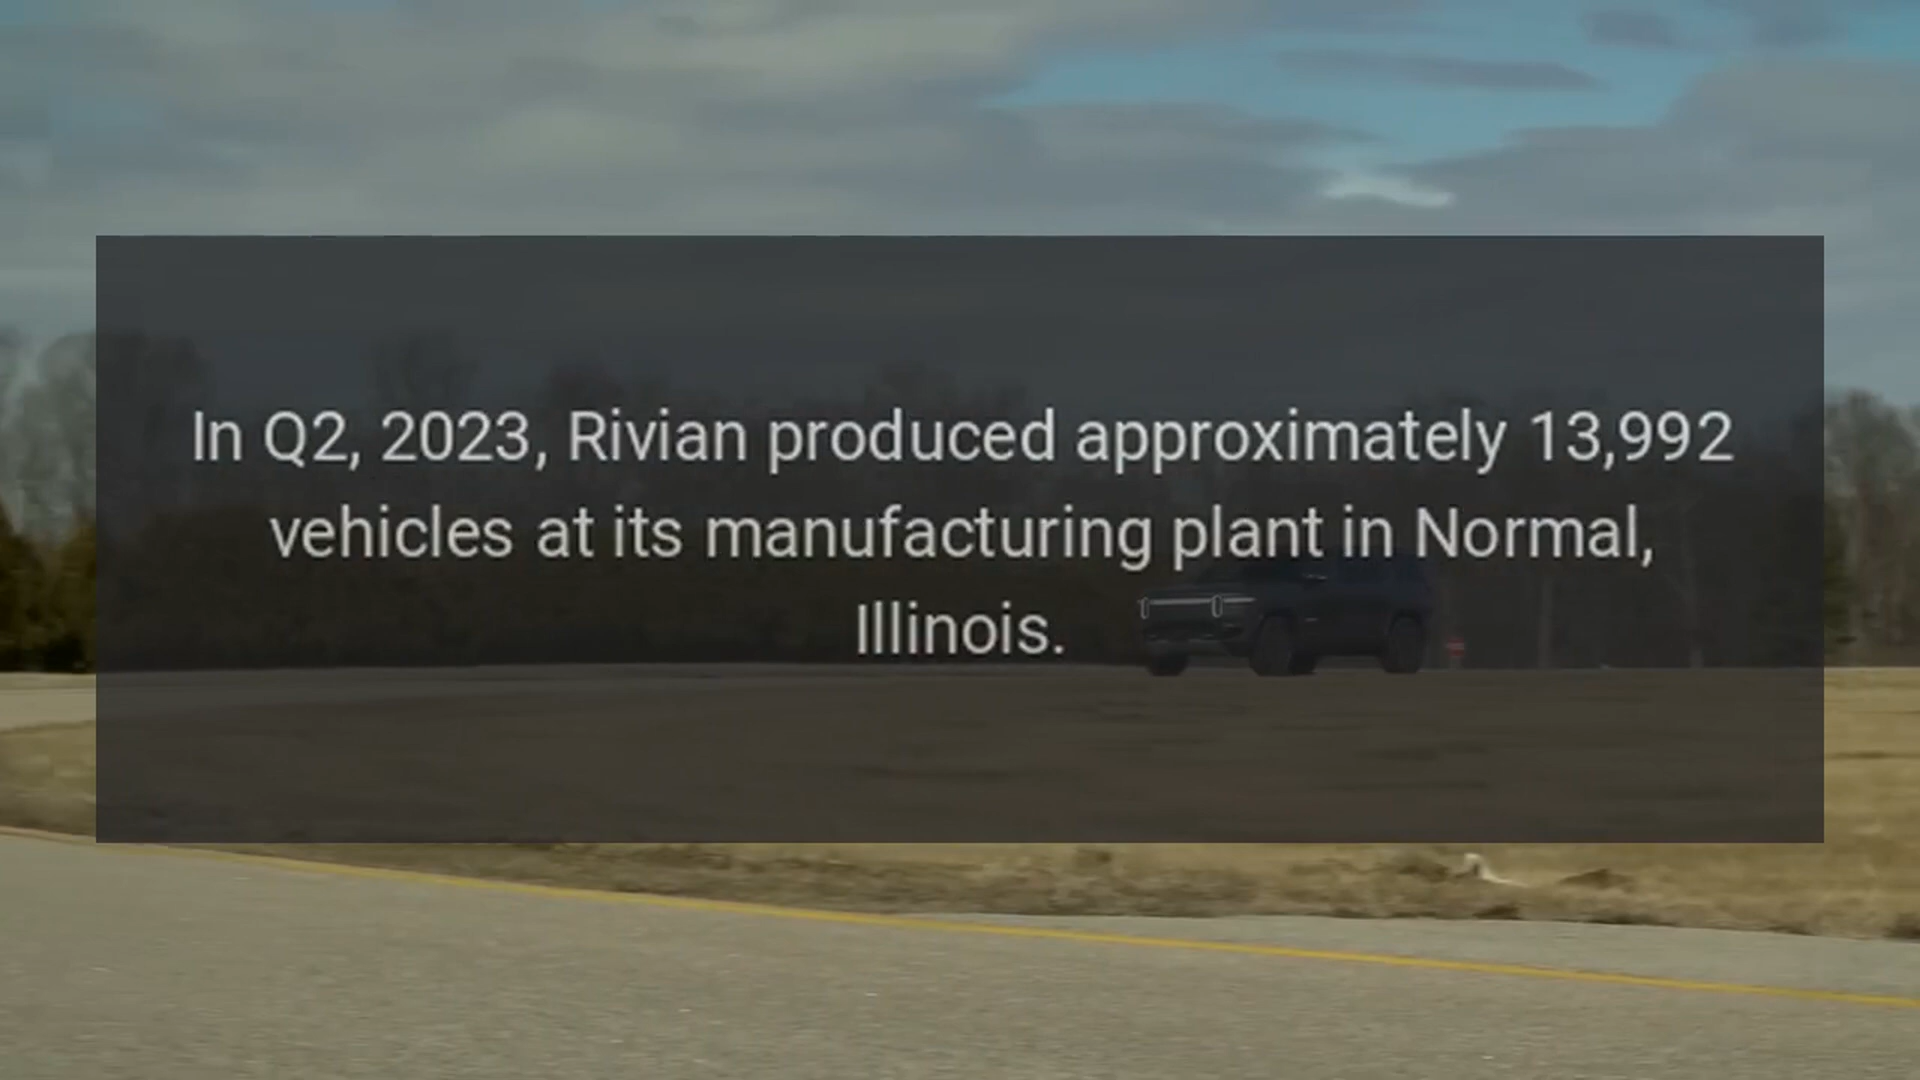 In Q2, 2023, Rivian produced approximately 13,992
vehicles at its manufacturing plant in Normal,
Illinois.